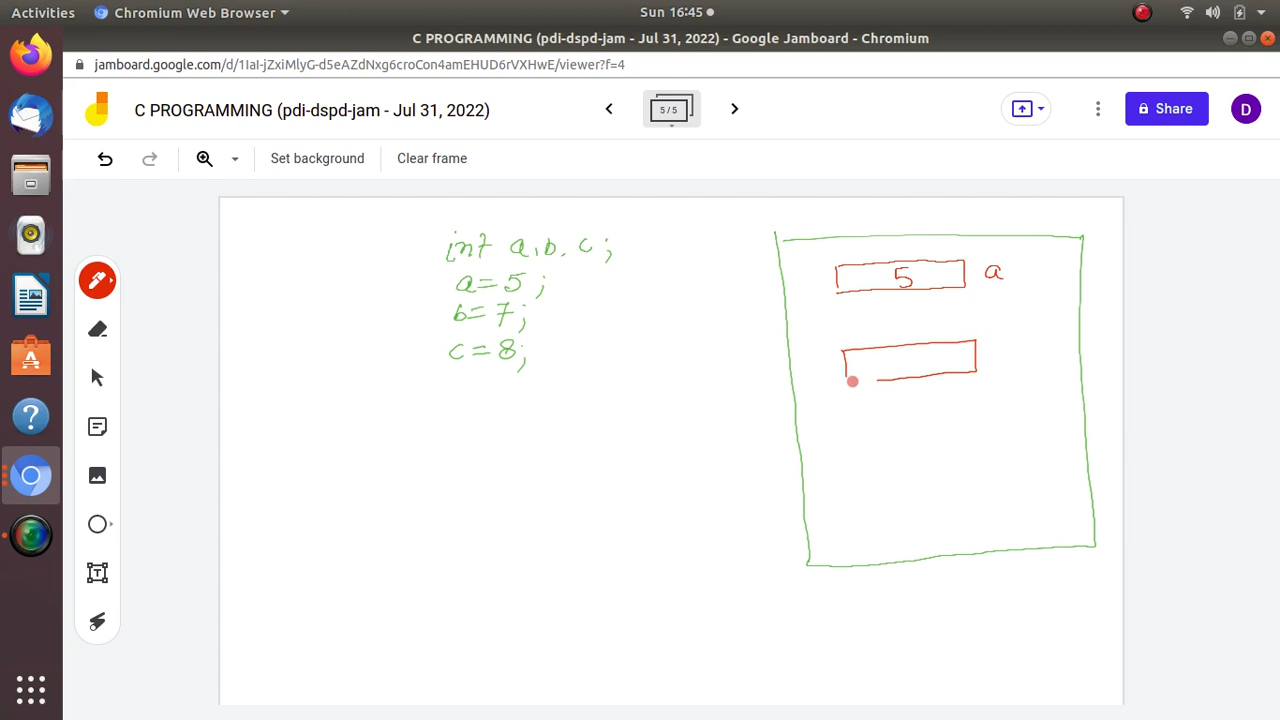 Activities Chromium Web Browser Sun 16:45
C PROGRAMMING (pdi-dspd-jam - Jul 31, 2022) - Google Jamboard - Chromium
jamboard.google.com/d/1IaI-jZxiMlyG-d5eAZdNxg6croCon4amEHUD6rVXHwE/viewer?f=4
C PROGRAMMING (pdi-dspd-jam - Jul 31, 2022) 5/5 Share D
Set background Clear frame
int a, b, c ;
a = 5 ;
b = 7 ;
c = 8 ;
5 a